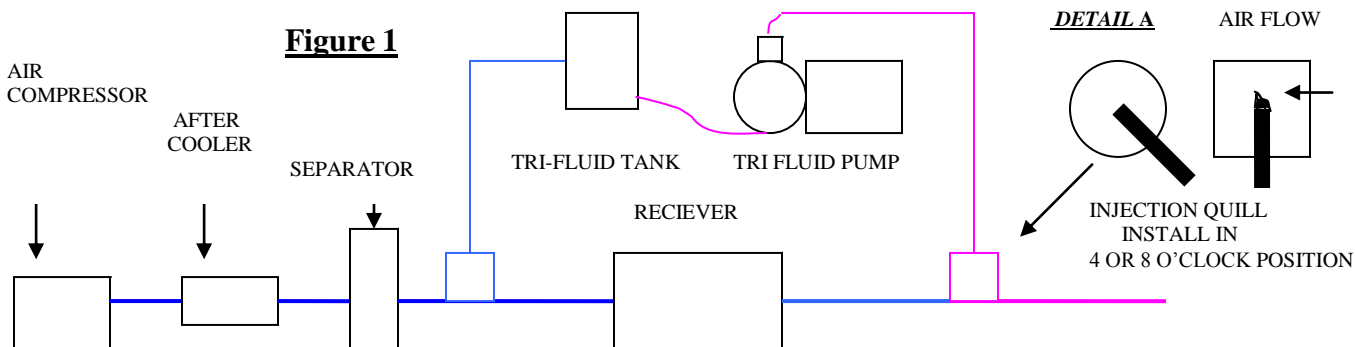 Figure 1
AIR
COMPRESSOR
AFTER
COOLER
SEPARATOR
TRI-FLUID TANK
TRI FLUID PUMP
RECIEVER
DETAIL A
AIR FLOW
INJECTION QUILL
INSTALL IN
4 OR 8 O’CLOCK POSITION